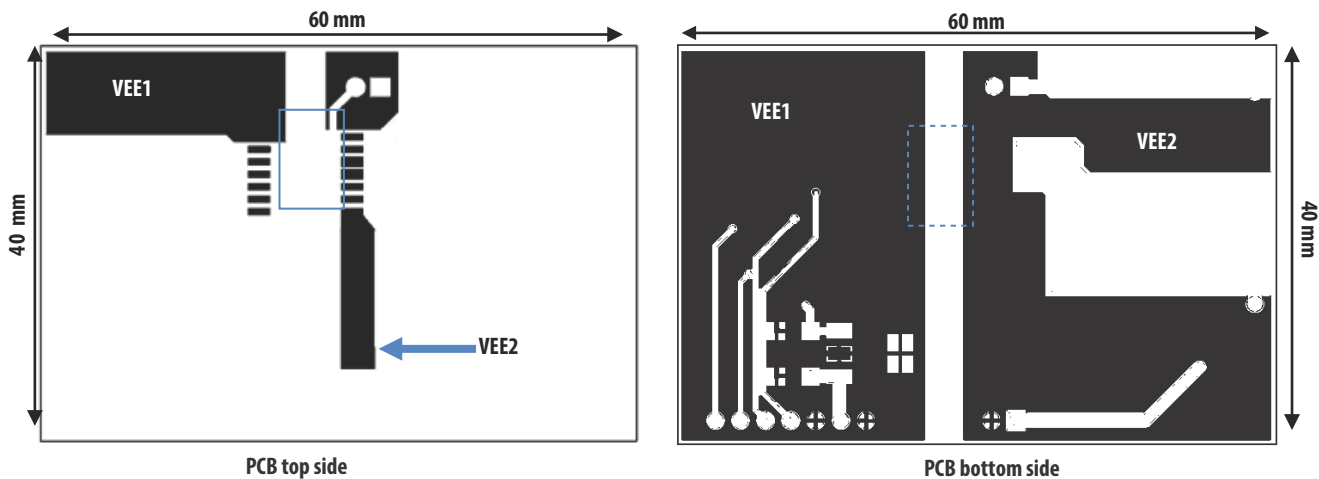 60 mm
40 mm
VEE1
VEE2
PCB top side
60 mm
VEE1
VEE2
40 mm
PCB bottom side